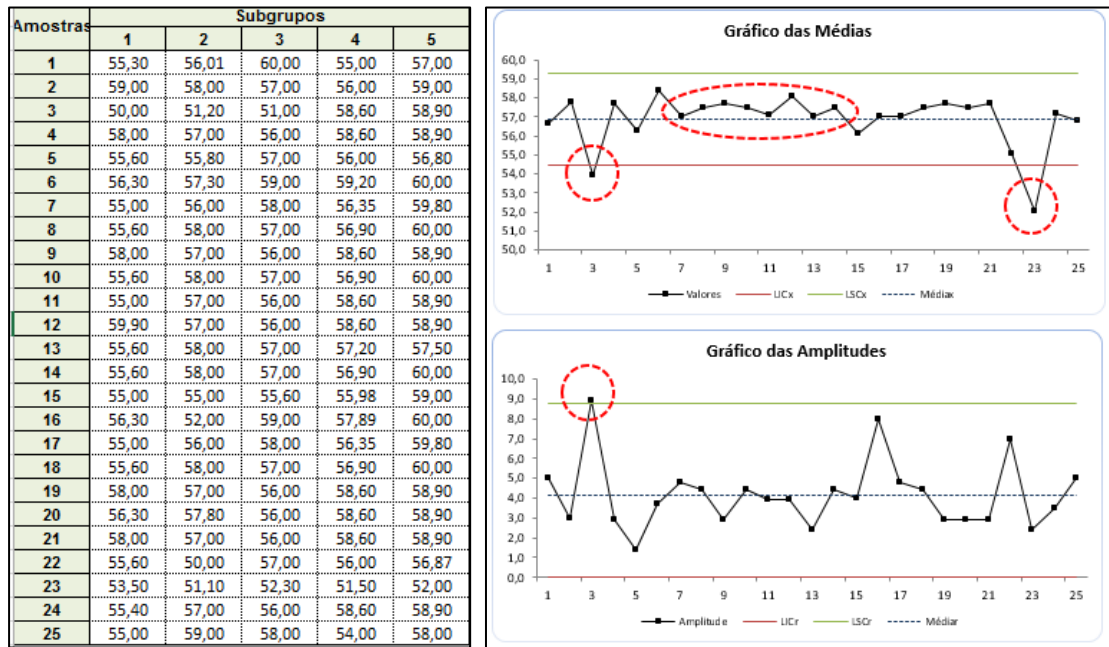 Amostras Subgrupos
1 2 3 4 5
1 55,30 56,01 60,00 55,00 57,00
2 59,00 58,00 57,00 56,00 59,00
3 50,00 51,20 51,00 58,60 58,90
4 58,00 57,00 56,00 58,60 58,90
5 55,60 55,80 57,00 56,00 56,80
6 56,30 57,30 59,00 59,20 60,00
7 55,00 56,00 58,00 56,35 59,80
8 55,60 58,00 57,00 56,90 60,00
9 58,00 57,00 56,00 58,60 58,90
10 55,60 58,00 57,00 56,90 60,00
11 55,00 57,00 56,00 58,60 58,90
12 59,90 57,00 56,00 58,60 58,90
13 55,60 58,00 57,00 57,20 57,50
14 55,60 58,00 57,00 56,90 60,00
15 55,00 55,00 55,60 55,98 59,00
16 56,30 52,00 59,00 57,89 60,00
17 55,00 56,00 58,00 56,35 59,80
18 55,60 58,00 57,00 56,90 60,00
19 58,00 57,00 56,00 58,60 58,90
20 56,30 57,80 56,00 58,60 58,90
21 58,00 57,00 56,00 58,60 58,90
22 55,60 50,00 57,00 56,00 56,87
23 53,50 51,10 52,30 51,50 52,00
24 55,40 57,00 56,00 58,60 58,90
25 55,00 59,00 58,00 54,00 58,00
Gráfico das Médias
60,0
59,0
58,0
57,0
56,0
55,0
54,0
53,0
52,0
51,0
50,0
1 3 5 7 9 11 13 15 17 19 21 23 25
Valores LICx LSCx Médiax
Gráfico das Amplitudes
10,0
9,0
8,0
7,0
6,0
5,0
4,0
3,0
2,0
1,0
0,0
1 3 5 7 9 11 13 15 17 19 21 23 25
Amplitude LICr LSCr Médiar